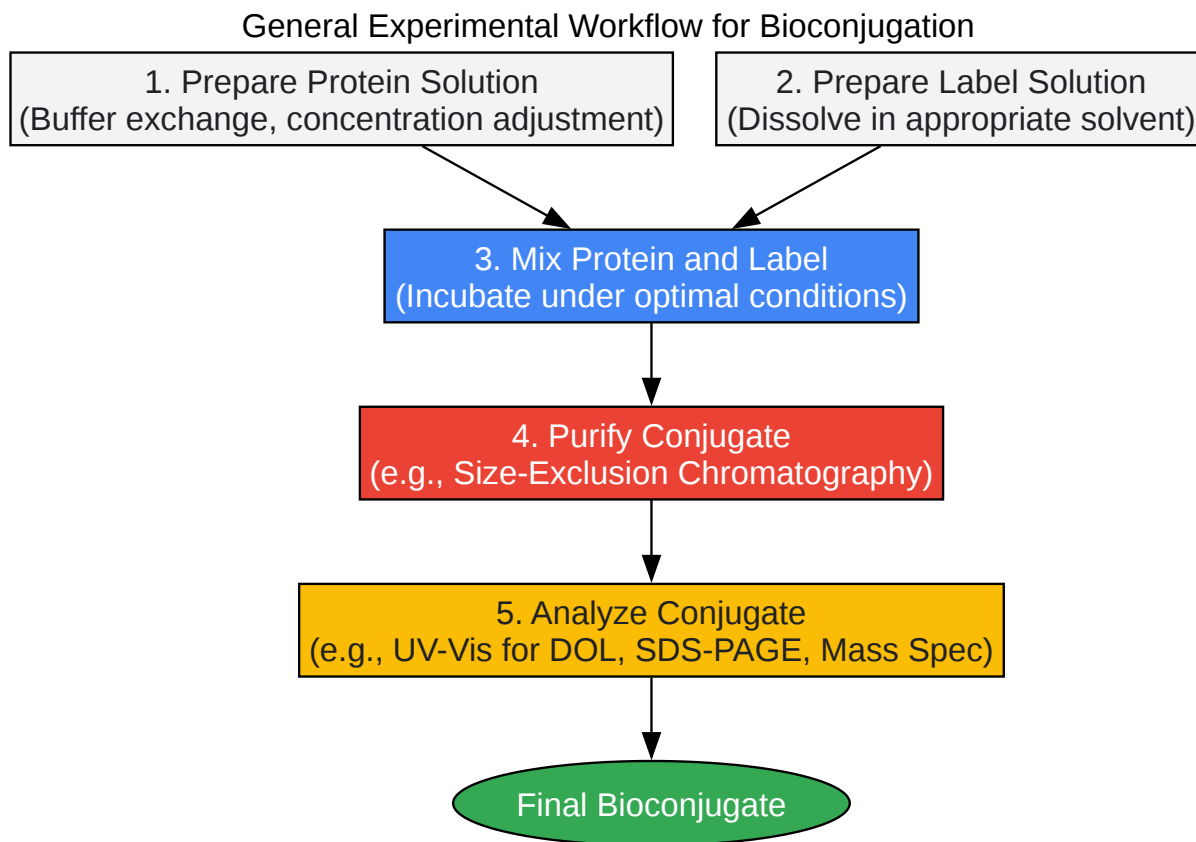 General Experimental Workflow for Bioconjugation
1. Prepare Protein Solution
(Buffer exchange, concentration adjustment)
2. Prepare Label Solution
(Dissolve in appropriate solvent)
3. Mix Protein and Label
(Incubate under optimal conditions)
4. Purify Conjugate
(e.g., Size-Exclusion Chromatography)
5. Analyze Conjugate
(e.g., UV-Vis for DOL, SDS-PAGE, Mass Spec)
Final Bioconjugate